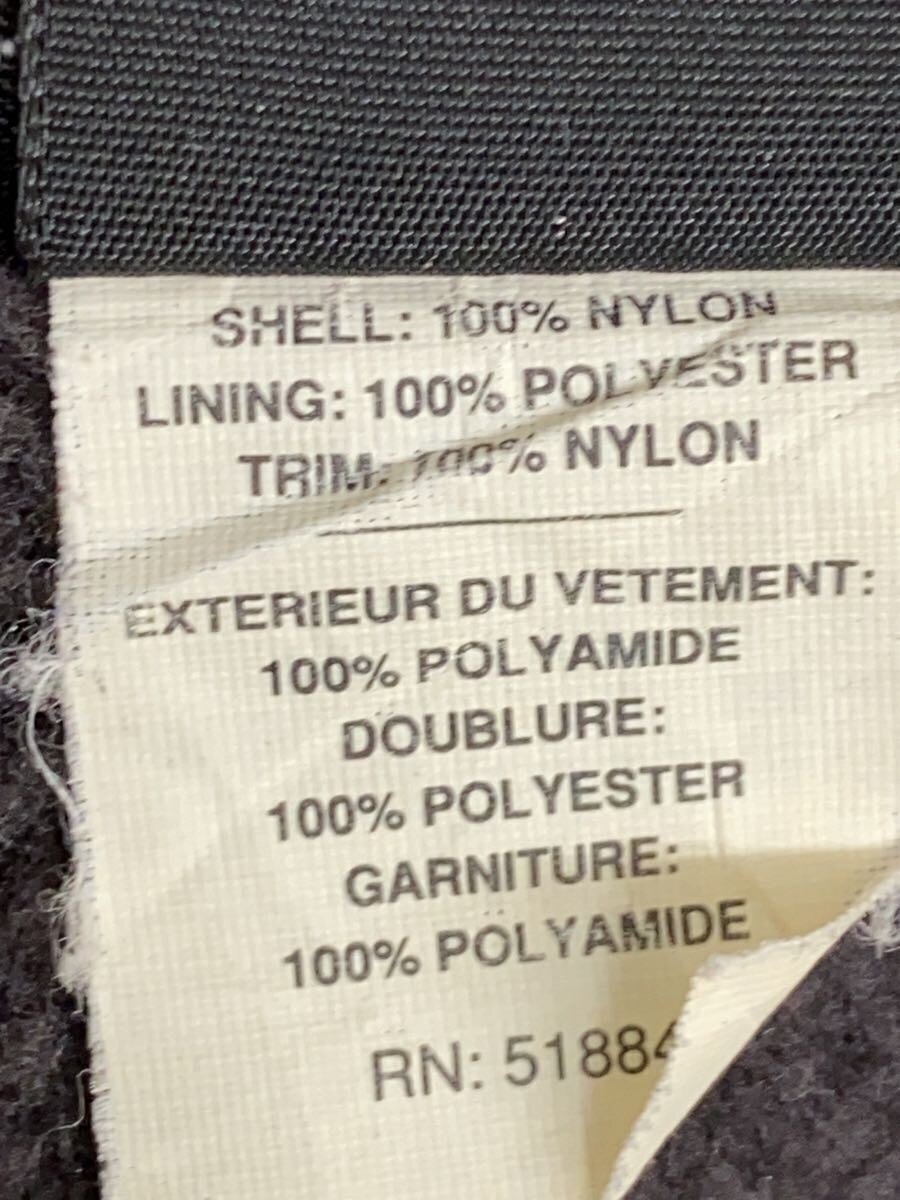 SHELL: 100% NYLON
LINING: 100% POLYESTER
TRIM: 100% NYLON
EXTERIEUR DU VETEMENT:
100% POLYAMIDE
DOUBLURE:
100% POLYESTER
GARNITURE:
100% POLYAMIDE
RN: 51884